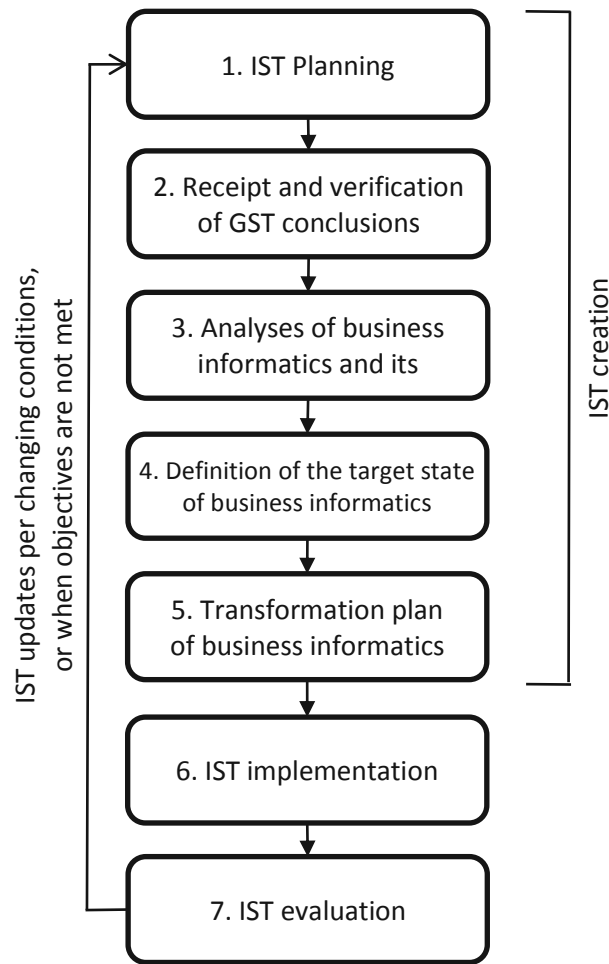 1. IST Planning
2. Receipt and verification
of GST conclusions
3. Analyses of business
informatics and its
4. Definition of the target state
of business informatics
5. Transformation plan
of business informatics
6. IST implementation
7. IST evaluation
IST updates per changing conditions,
or when objectives are not met
IST creation